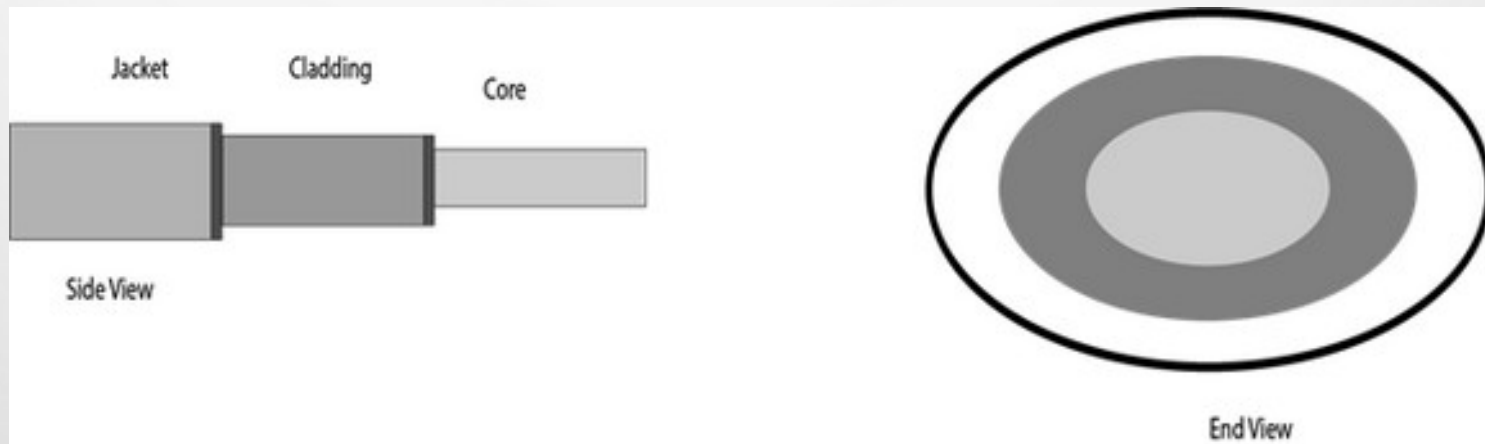 Jacket
Cladding
Core
Side View
End View